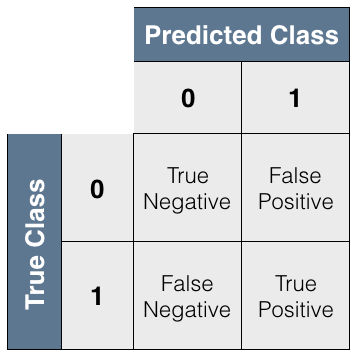 Predicted Class
0 1
True Class
0
True
Negative
False
Positive
1
False
Negative
True
Positive